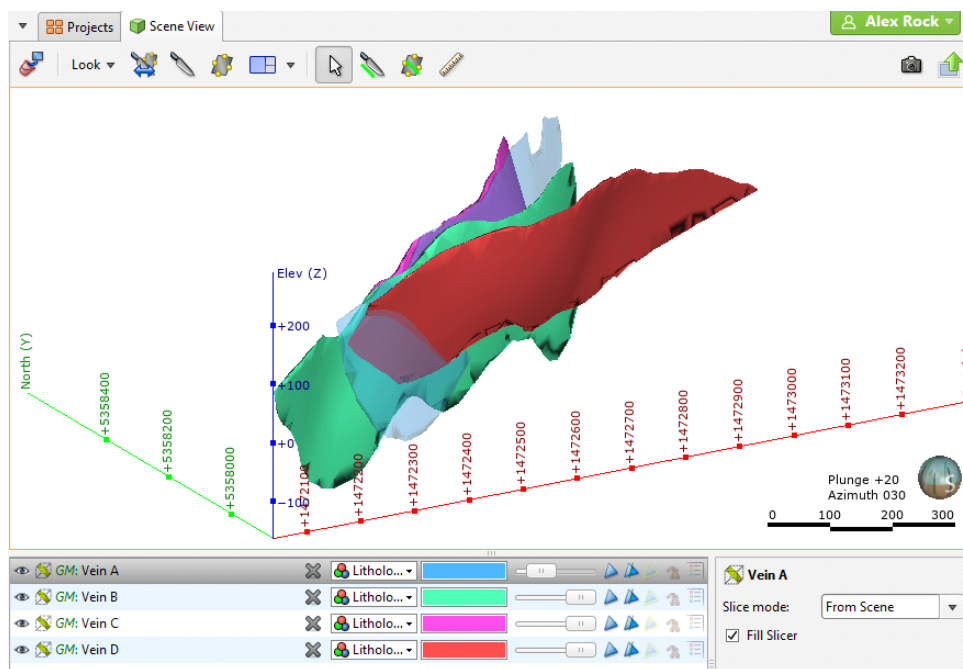 Projects
Scene View
Alex Rock
Look
Elev (Z)
+200
+100
+0
-100
North (Y)
+5358400
+5358200
+5358000
+1472100
+1472200
+1472300
+1472400
+1472500
+1472600
+1472700
+1472800
+1472900
+1473000
+1473100
+1473200
Plunge +20
Azimuth 030
0 100 200 300
S
GM: Vein A Litholo...
GM: Vein B Litholo...
GM: Vein C Litholo...
GM: Vein D Litholo...
Vein A
Slice mode: From Scene
Fill Slicer